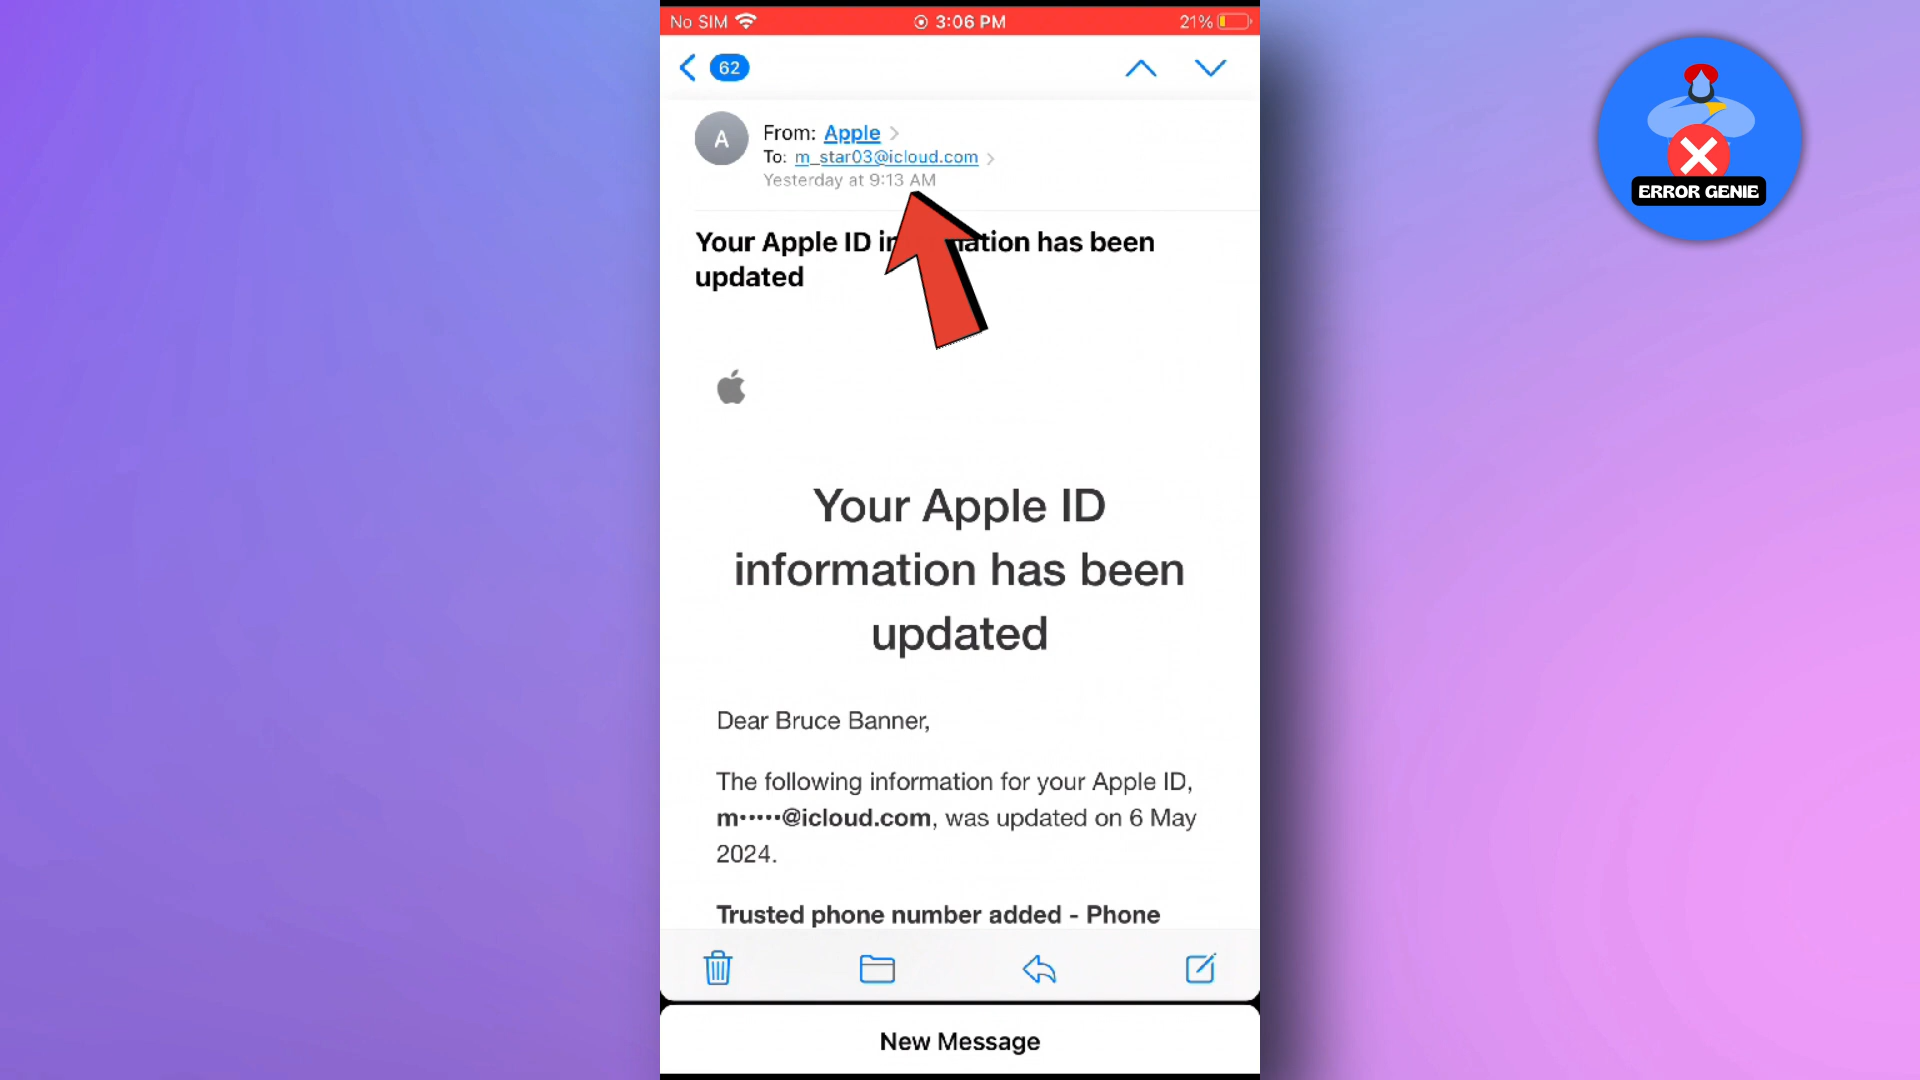 No SIM 3:06 PM 21%
62
A
From: Apple
To: m_star03@icloud.com
Yesterday at 9:13 AM
Your Apple ID in ation has been
updated
Your Apple ID
information has been
updated
Dear Bruce Banner,
The following information for your Apple ID,
m•••••@icloud.com, was updated on 6 May
2024.
Trusted phone number added - Phone
New Message
ERROR GENIE